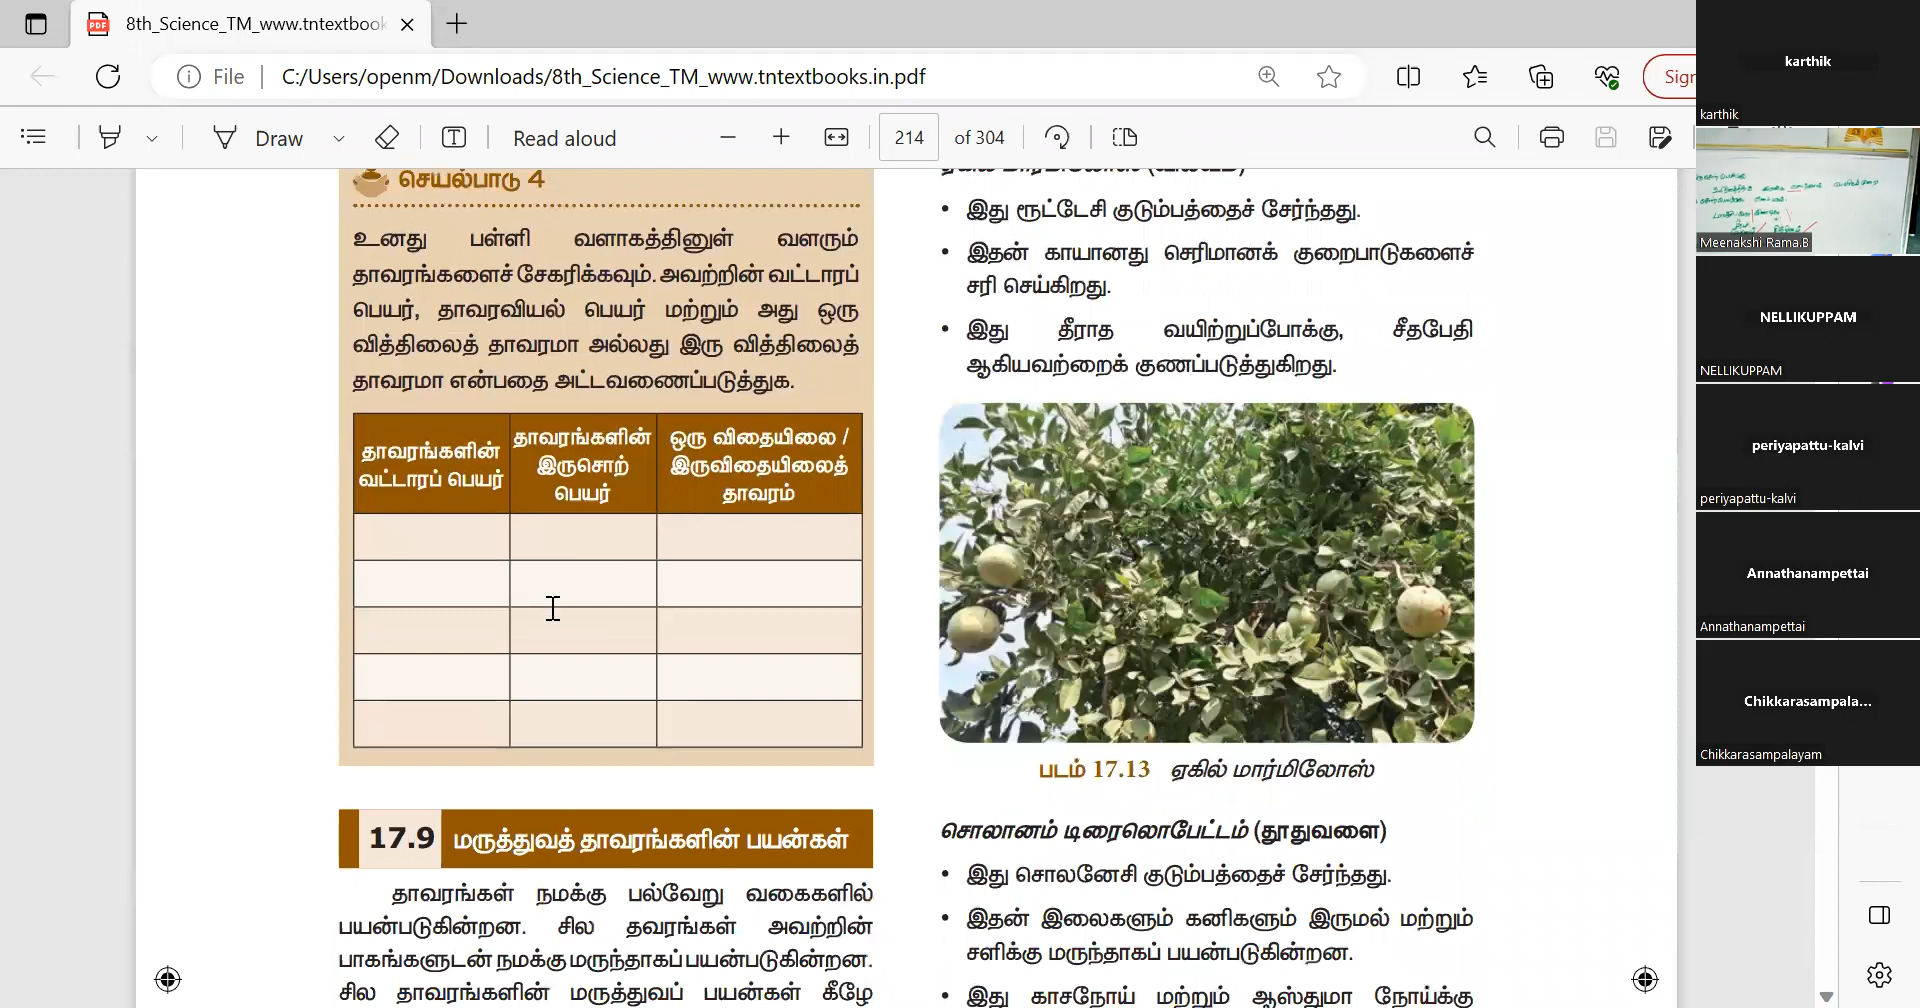 8th_Science_TM_www.tntextbook
File
C:/Users/openm/Downloads/8th_Science_TM_www.tntextbooks.in.pdf
Sign
Draw
Read aloud
214 of 304
செயல்பாடு 4
உனது பள்ளி வளாகத்தினுள் வளரும்
தாவரங்களைச் சேகரிக்கவும். அவற்றின் வட்டாரப்
பெயர், தாவரவியல் பெயர் மற்றும் அது ஒரு
வித்திலைத் தாவரமா அல்லது இரு வித்திலைத்
தாவரமா என்பதை அட்டவணைப்படுத்துக.
தாவரங்களின்
வட்டாரப் பெயர்
தாவரங்களின்
இருசொற்
பெயர்
ஒரு விதையிலை /
இருவிதையிலைத்
தாவரம்
17.9 மருத்துவத் தாவரங்களின் பயன்கள்
தாவரங்கள் நமக்கு பல்வேறு வகைகளில்
பயன்படுகின்றன. சில தவரங்கள் அவற்றின்
பாகங்களுடன் நமக்கு மருந்தாகப் பயன்படுகின்றன.
சில தாவரங்களின் மருத்துவப் பயன்கள் கீழே
• இது ரூட்டேசி குடும்பத்தைச் சேர்ந்தது.
• இதன் காயானது செரிமானக் குறைபாடுகளைச்
சரி செய்கிறது.
• இது தீராத வயிற்றுப்போக்கு, சீதபேதி
ஆகியவற்றைக் குணப்படுத்துகிறது.
படம் 17.13 ஏகில் மார்மிலோஸ்
சொலானம் டிரைலொபேட்டம் (தூதுவளை)
• இது சொலனேசி குடும்பத்தைச் சேர்ந்தது.
• இதன் இலைகளும் கனிகளும் இருமல் மற்றும்
சளிக்கு மருந்தாகப் பயன்படுகின்றன.
• இது காசநோய் மற்றும் ஆஸ்துமா நோய்க்கு
karthik
karthik
Meenakshi Rama.B
NELLIKUPPAM
NELLIKUPPAM
periyapattu-kalvi
periyapattu-kalvi
Annathanampettai
Annathanampettai
Chikkarasampala...
Chikkarasampalayam